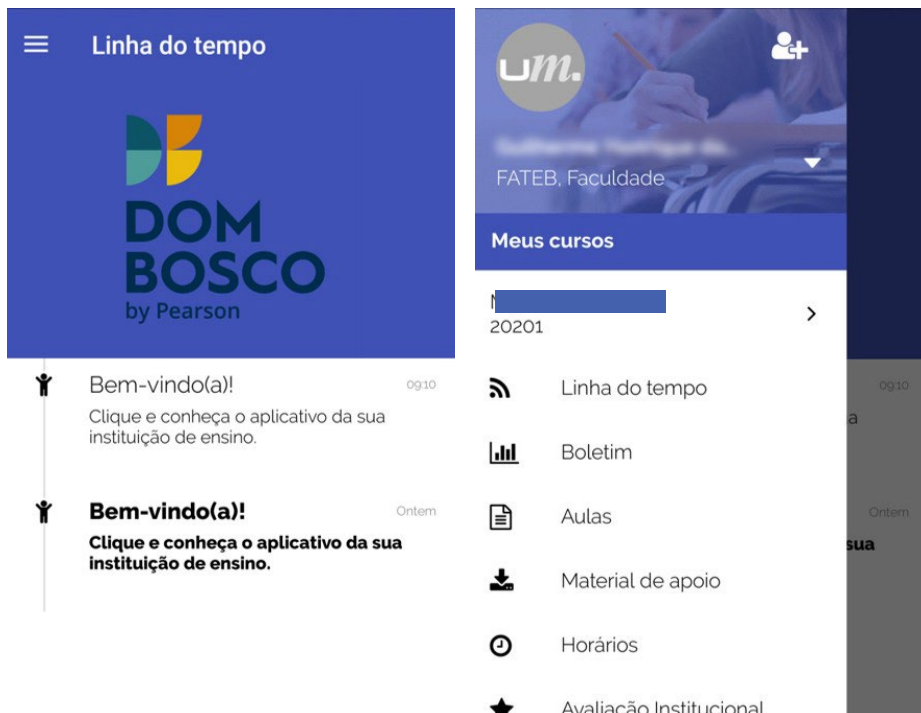 Linha do tempo
DOM
BOSCO
by Pearson
Bem-vindo(a)!
09:10
Clique e conheça o aplicativo da sua
instituição de ensino.
Bem-vindo(a)!
Ontem
Clique e conheça o aplicativo da sua
instituição de ensino.
um.
FATEB, Faculdade
Meus cursos
20201
Linha do tempo
Boletim
Aulas
Material de apoio
Horários
Avaliação Institucional
09:10
a
Ontem
sua